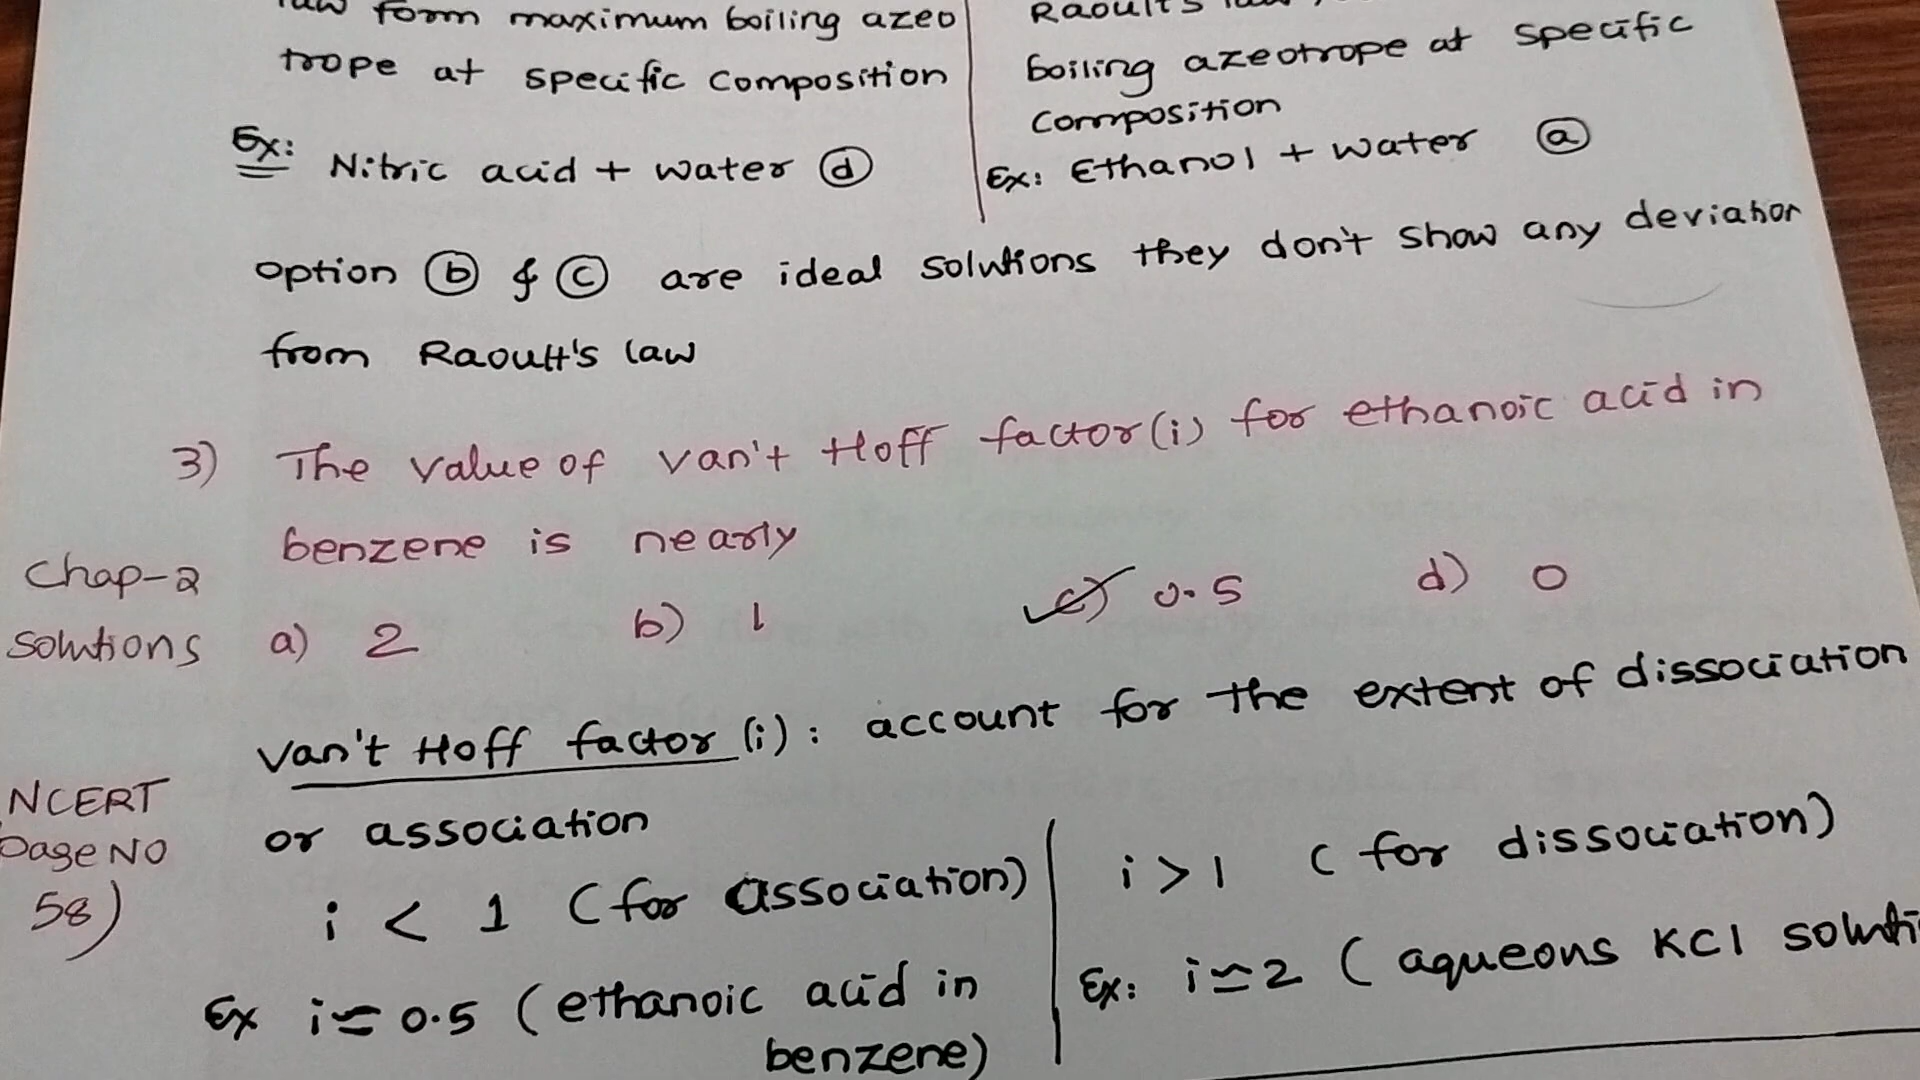 law form maximum boiling azeo
trope at specific composition
Ex: Nitric acid + water ⓓ
Raoult's
boiling azeotrope at specific
composition
Ex: Ethanol + water ⓐ
option ⓑ & ⓒ are ideal solutions they don't show any deviation
from Raoult's law
3) The value of van't Hoff factor (i) for ethanoic acid in
benzene is nearly
Chap-2
solutions
a) 2 b) 1 c) 0.5 d) 0
Van't Hoff factor (i): account for the extent of dissociation
or association
NCERT
Page NO
58)
i < 1 (for association)
Ex i ≃ 0.5 (ethanoic acid in
benzene)
i > 1 (for dissociation)
Ex: i ≃ 2 (aqueous KCl